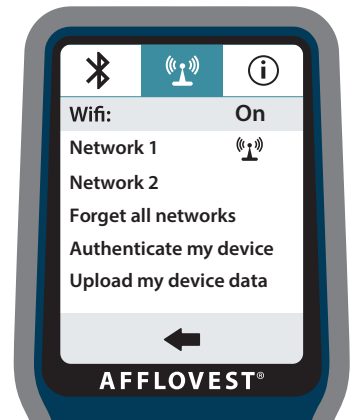 Wifi: On
Network 1
Network 2
Forget all networks
Authenticate my device
Upload my device data
AFFLOVEST®